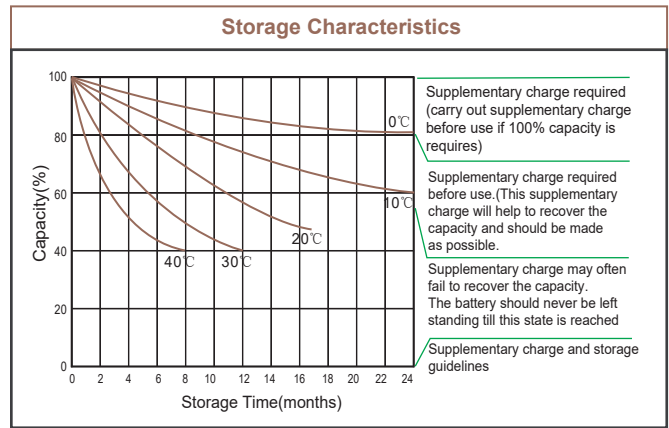 Storage Characteristics
100
80
60
40
20
0
Capacity(%)
0 2 4 6 8 10 12 14 16 18 20 22 24
Storage Time(months)
0℃
10℃
20℃
30℃
40℃
Supplementary charge required
(carry out supplementary charge
before use if 100% capacity is
requires)
Supplementary charge required
before use.(This supplementary
charge will help to recover the
capacity and should be made
as possible.
Supplementary charge may often
fail to recover the capacity.
The battery should never be left
standing till this state is reached
Supplementary charge and storage
guidelines